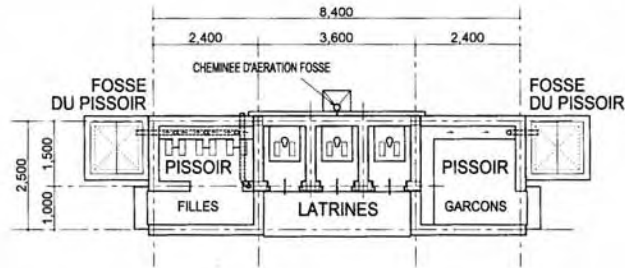 8,400
2,400
3,600
2,400
CHEMINEE D'AERATION FOSSE
FOSSE
DU PISSOIR
FOSSE
DU PISSOIR
2,500
1,500
1,000
PISSOIR
FILLES
LATRINES
PISSOIR
GARCONS